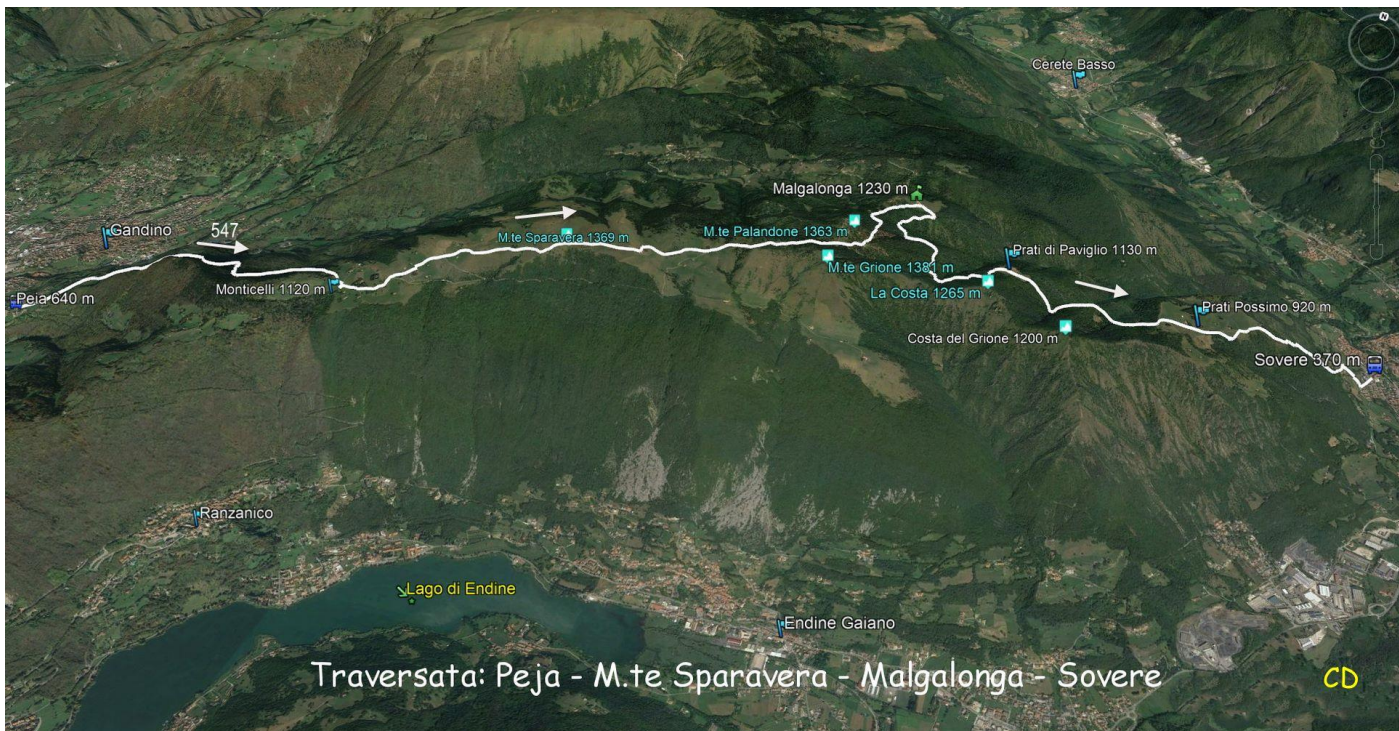 N
Cerete Basso
Malgalonga 1230 m
Gandino
547
M.te Sparavera 1369 m
M.te Palandone 1363 m
Prati di Paviglio 1130 m
M.te Grione 1381 m
Peia 640 m
Monticelli 1120 m
La Costa 1265 m
Prati Possimo 920 m
Costa del Grione 1200 m
Sovere 370 m
Ranzanico
Lago di Endine
Endine Gaiano
Traversata: Peja - M.te Sparavera - Malgalonga - Sovere
CD